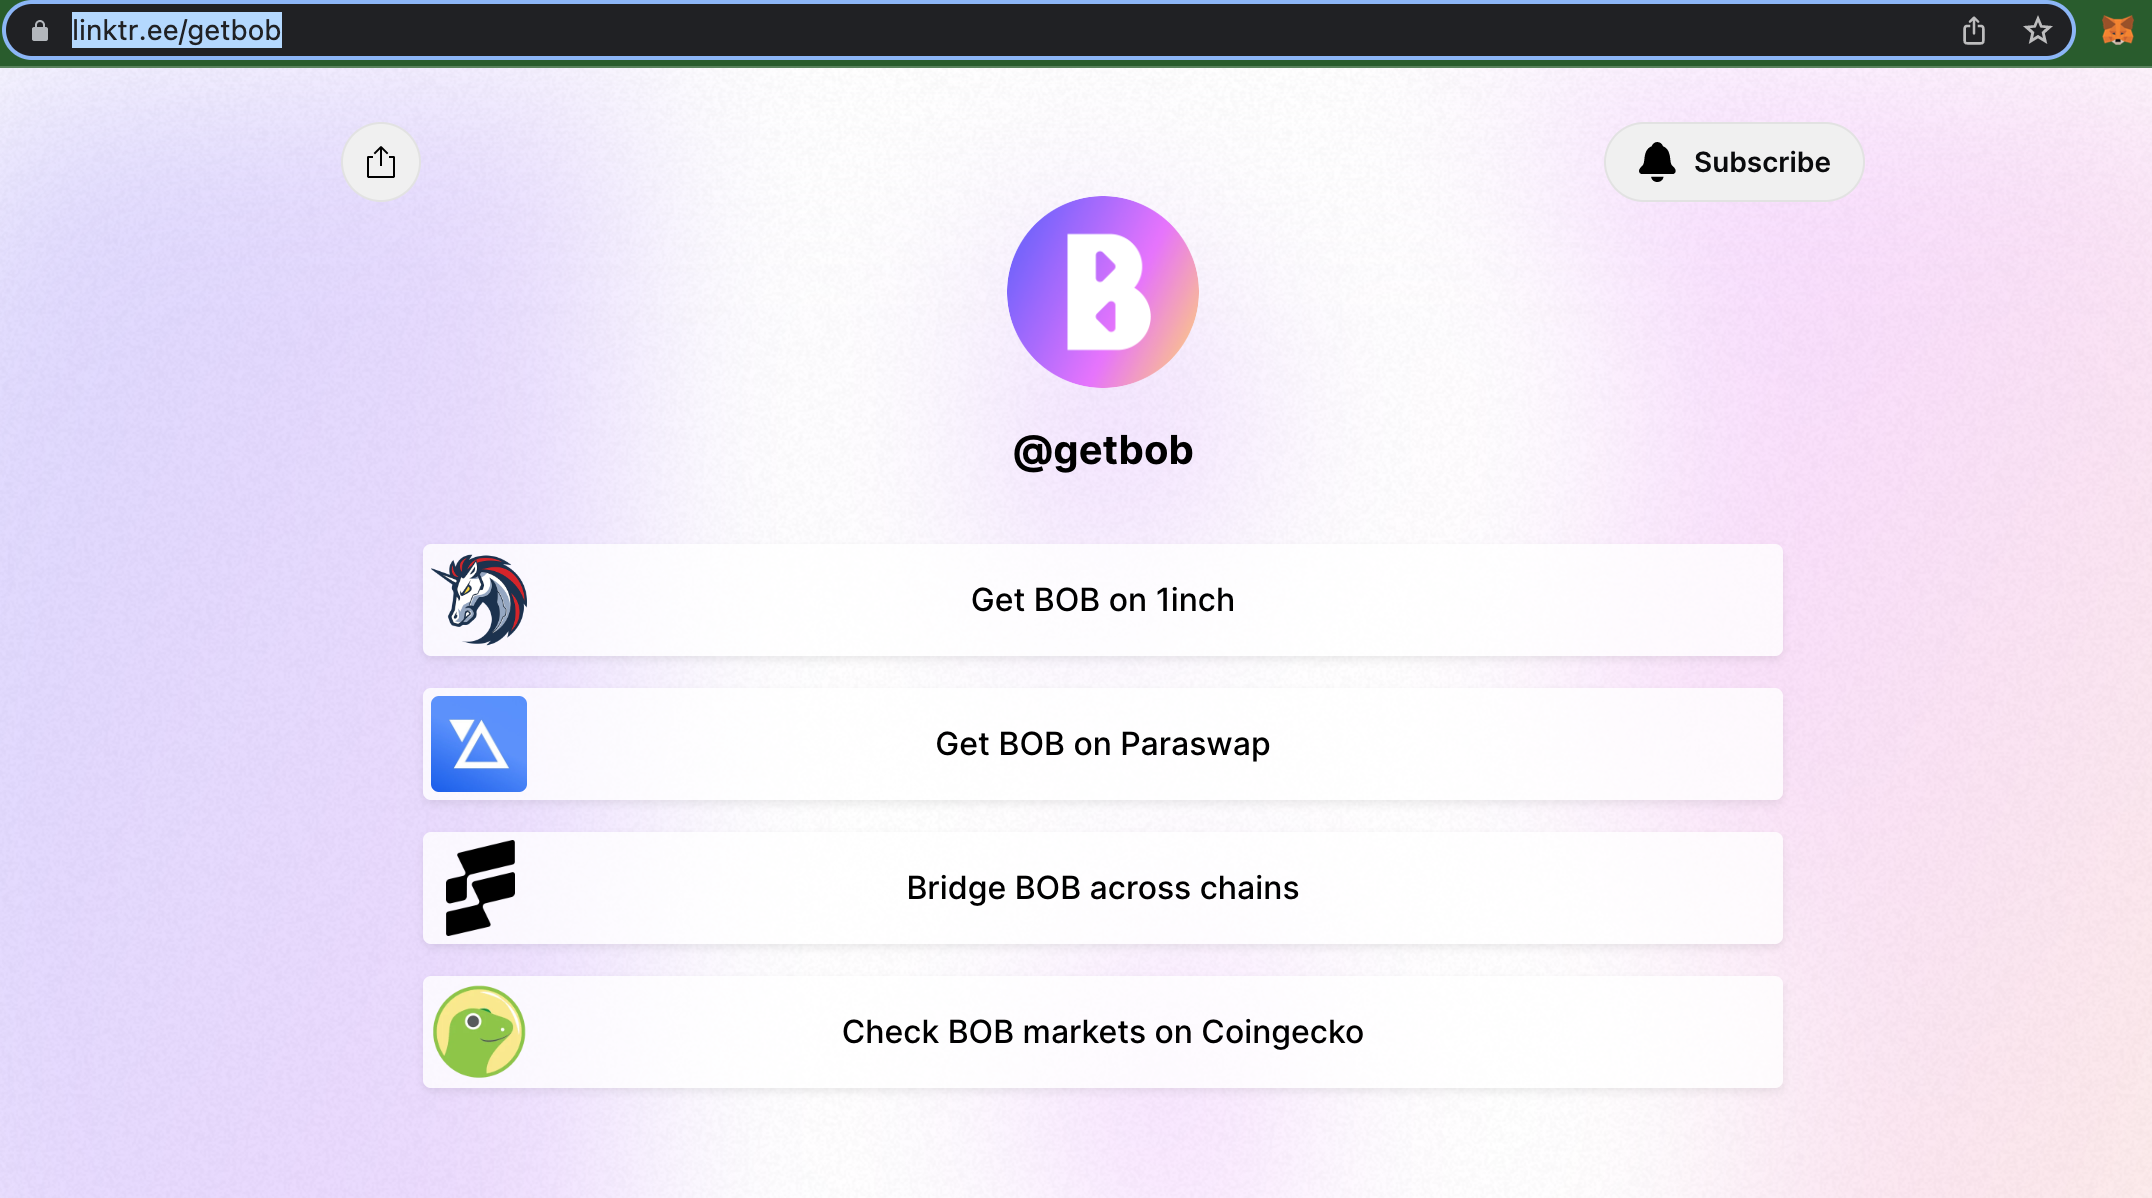 linktr.ee/getbob
Subscribe
B
@getbob
Get BOB on 1inch
Get BOB on Paraswap
Bridge BOB across chains
Check BOB markets on Coingecko